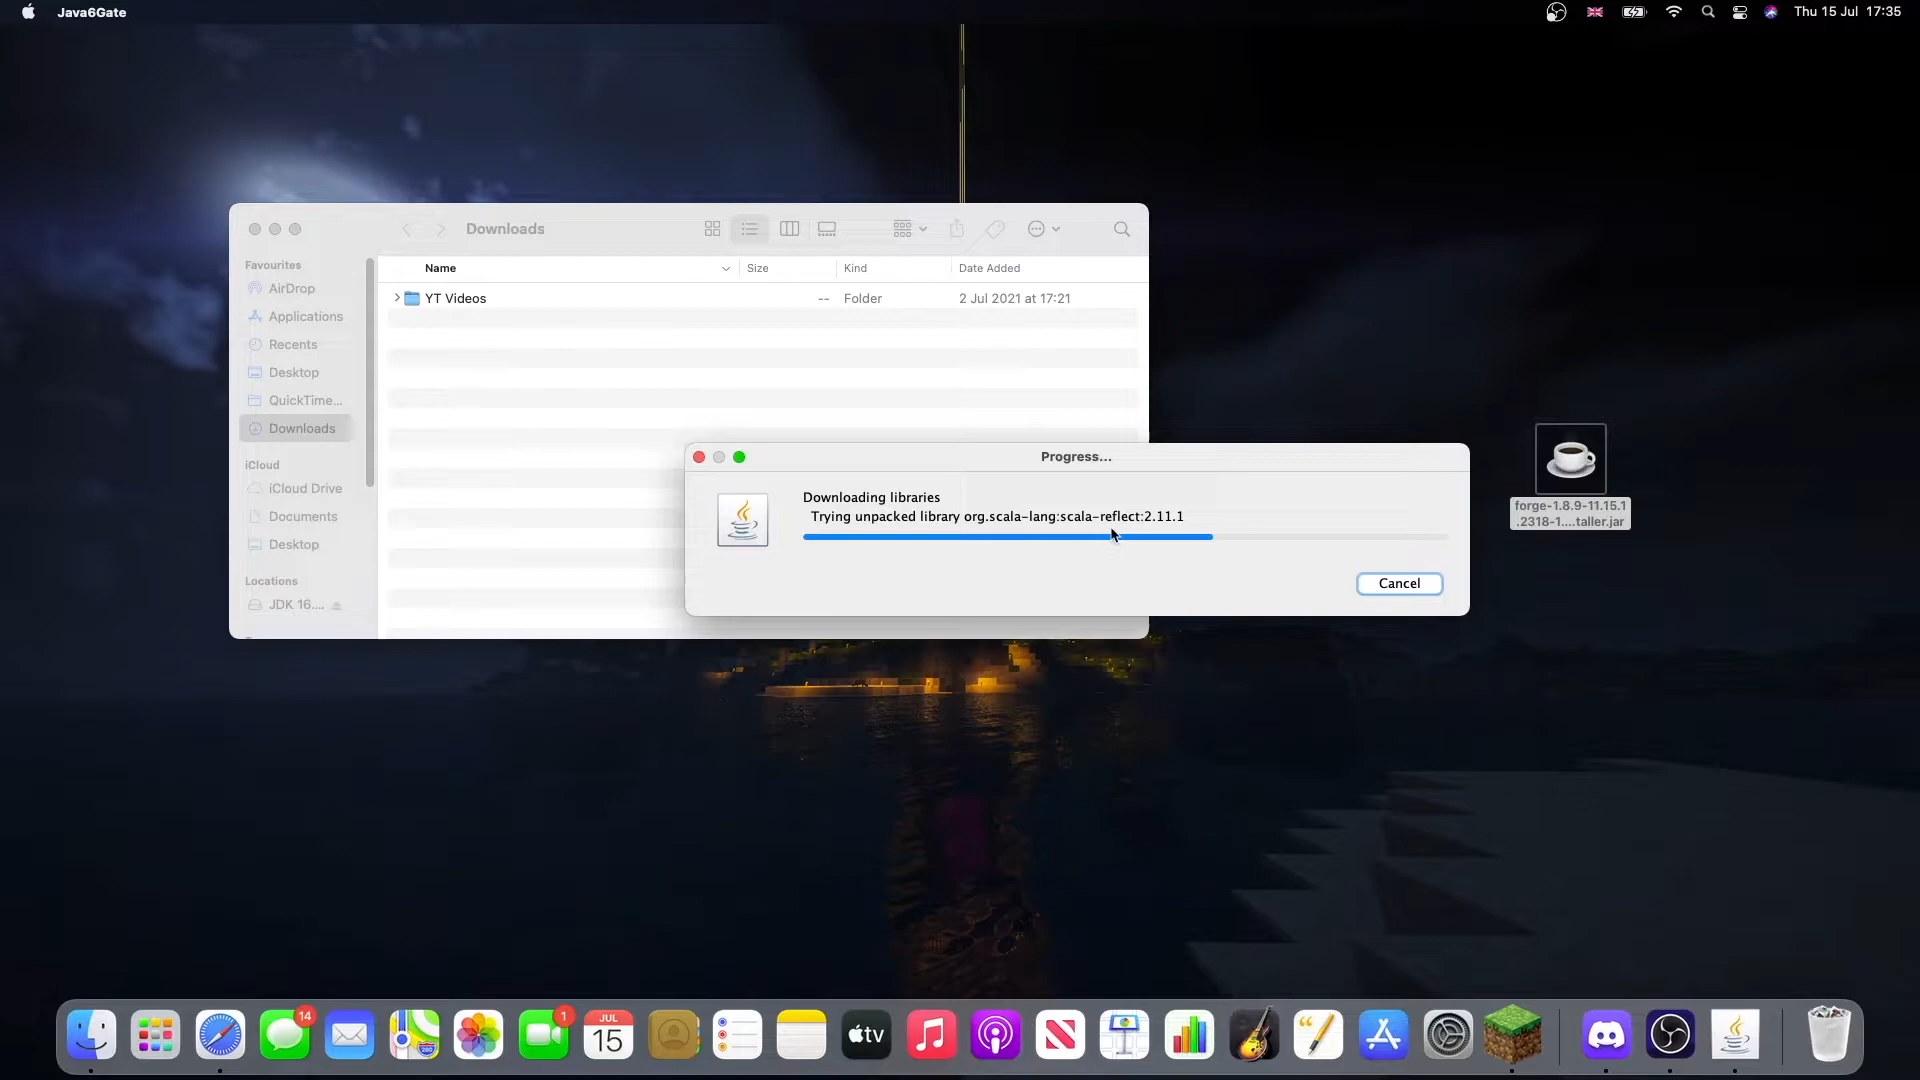 Java6Gate
Thu 15 Jul 17:35
Downloads
Favourites
AirDrop
Applications
Recents
Desktop
QuickTime...
Downloads
iCloud
iCloud Drive
Documents
Desktop
Locations
JDK 16....
Name Size Kind Date Added
YT Videos -- Folder 2 Jul 2021 at 17:21
Progress...
Downloading libraries
Trying unpacked library org.scala-lang:scala-reflect:2.11.1
Cancel
forge-1.8.9-11.15.1
.2318-1....taller.jar
14
1
JUL
15
280
tv